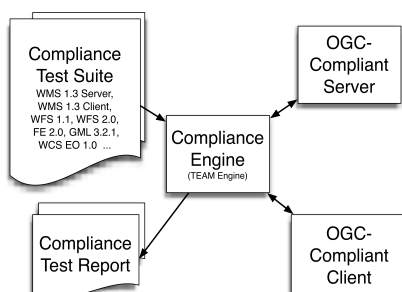 Compliance
Test Suite
WMS 1.3 Server,
WMS 1.3 Client,
WFS 1.1, WFS 2.0,
FE 2.0, GML 3.2.1,
WCS EO 1.0 ...
OGC-
Compliant
Server
Compliance
Engine
(TEAM Engine)
Compliance
Test Report
OGC-
Compliant
Client